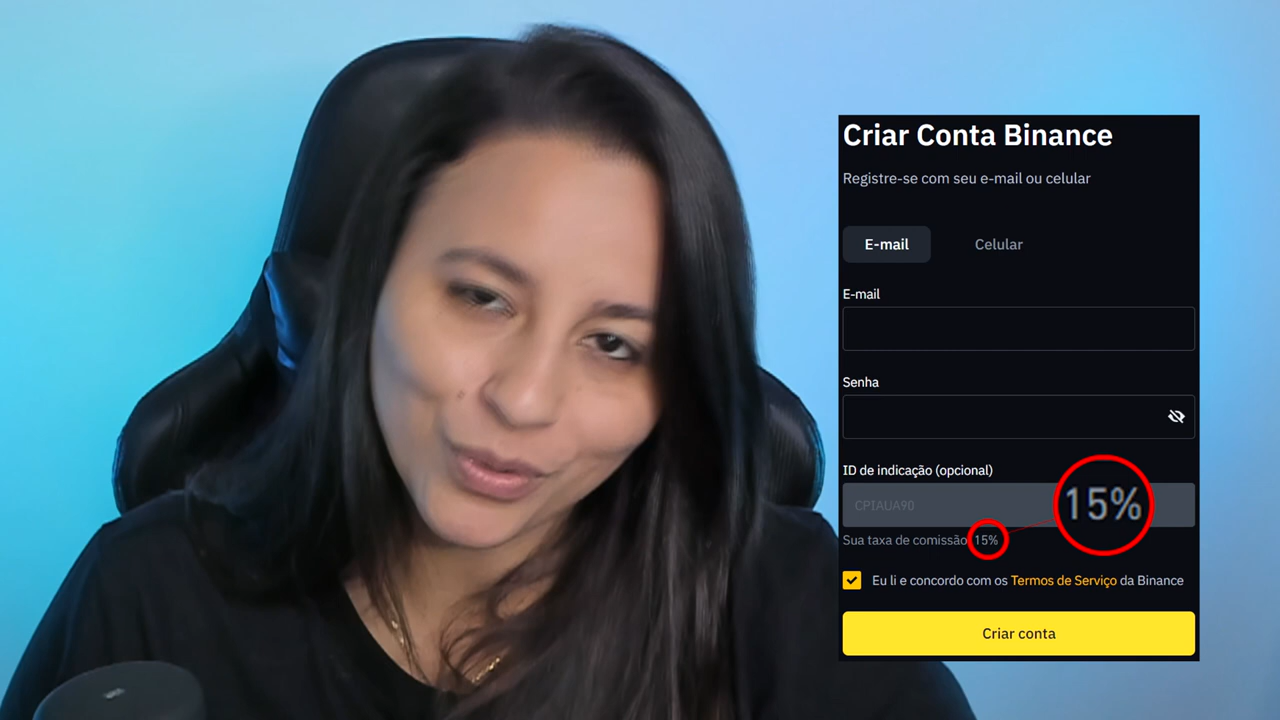 Criar Conta Binance
Registre-se com seu e-mail ou celular
E-mail Celular
E-mail
Senha
ID de indicação (opcional)
CPIAUA90
15%
Sua taxa de comissão 15%
Eu li e concordo com os Termos de Serviço da Binance
Criar conta